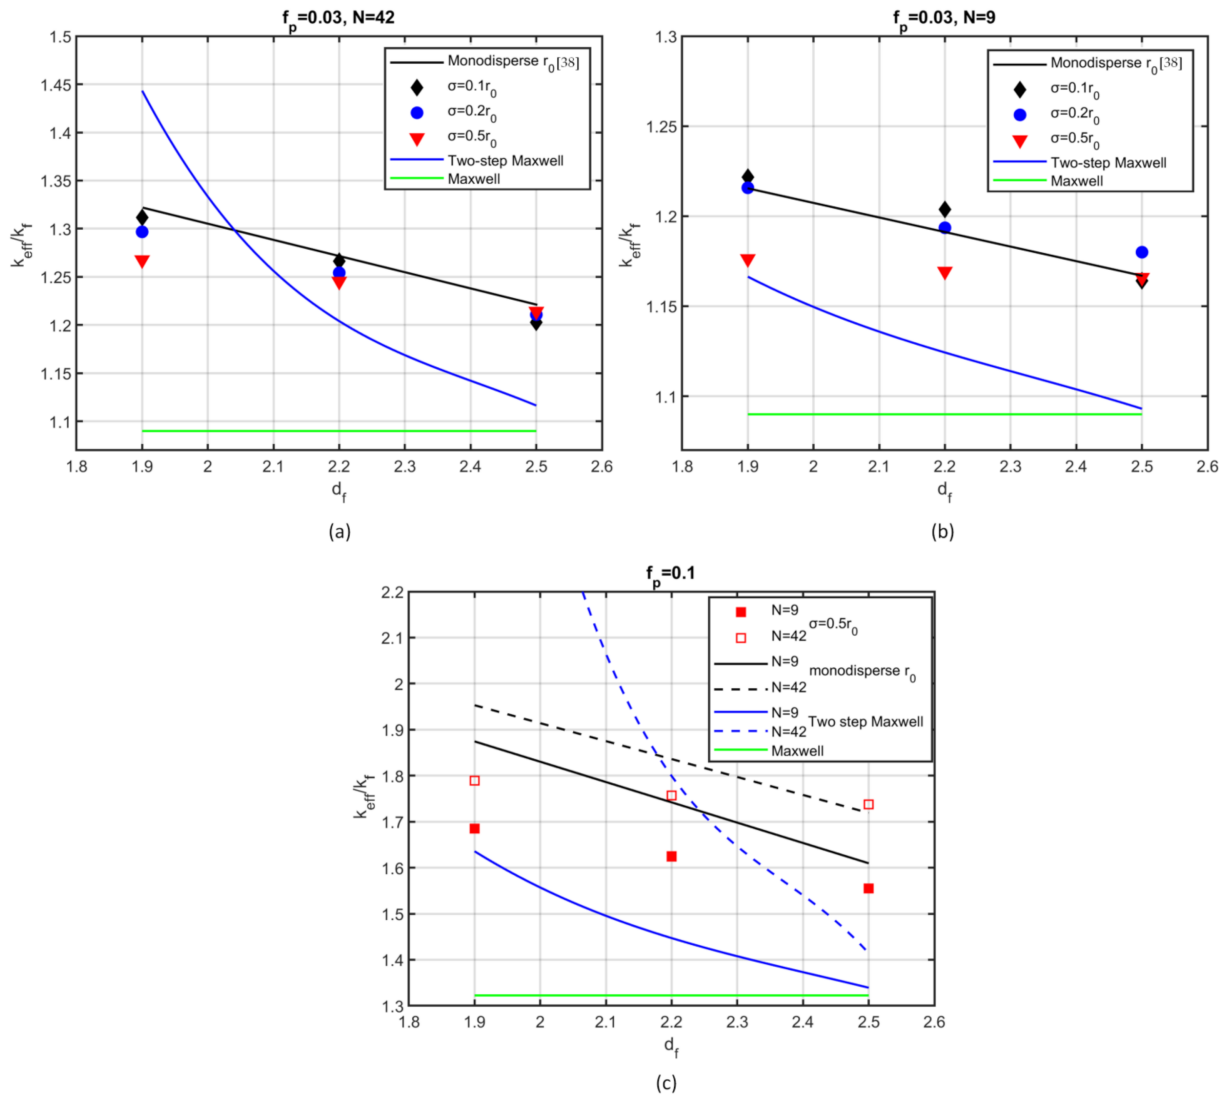 f_p=0.03, N=42
1.5
1.45
1.4
1.35
1.3
1.25
1.2
1.15
1.1
k_eff/k_f
Monodisperse r_0[38]
σ=0.1r_0
σ=0.2r_0
σ=0.5r_0
Two-step Maxwell
Maxwell
1.8 1.9 2 2.1 2.2 2.3 2.4 2.5 2.6
d_f
(a)
f_p=0.03, N=9
1.3
1.25
1.2
1.15
1.1
k_eff/k_f
Monodisperse r_0[38]
σ=0.1r_0
σ=0.2r_0
σ=0.5r_0
Two-step Maxwell
Maxwell
1.8 1.9 2 2.1 2.2 2.3 2.4 2.5 2.6
d_f
(b)
f_p=0.1
2.2
2.1
2
1.9
1.8
1.7
1.6
1.5
1.4
1.3
k_eff/k_f
N=9
σ=0.5r_0
N=42
N=9
monodisperse r_0
N=42
N=9
Two step Maxwell
N=42
Maxwell
1.8 1.9 2 2.1 2.2 2.3 2.4 2.5 2.6
d_f
(c)